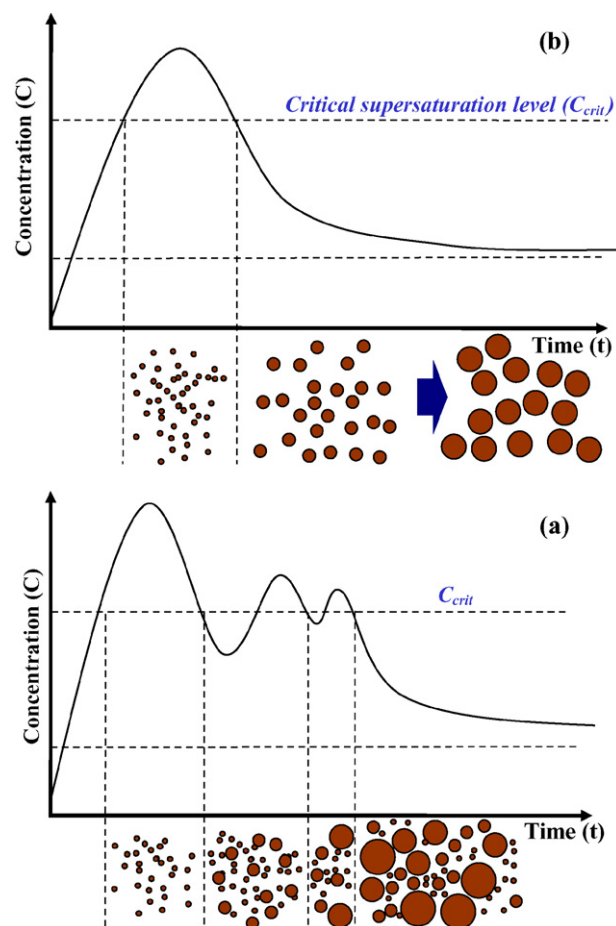 (b)
Critical supersaturation level (Ccrit)
Concentration (C)
Time (t)
(a)
Ccrit
Concentration (C)
Time (t)